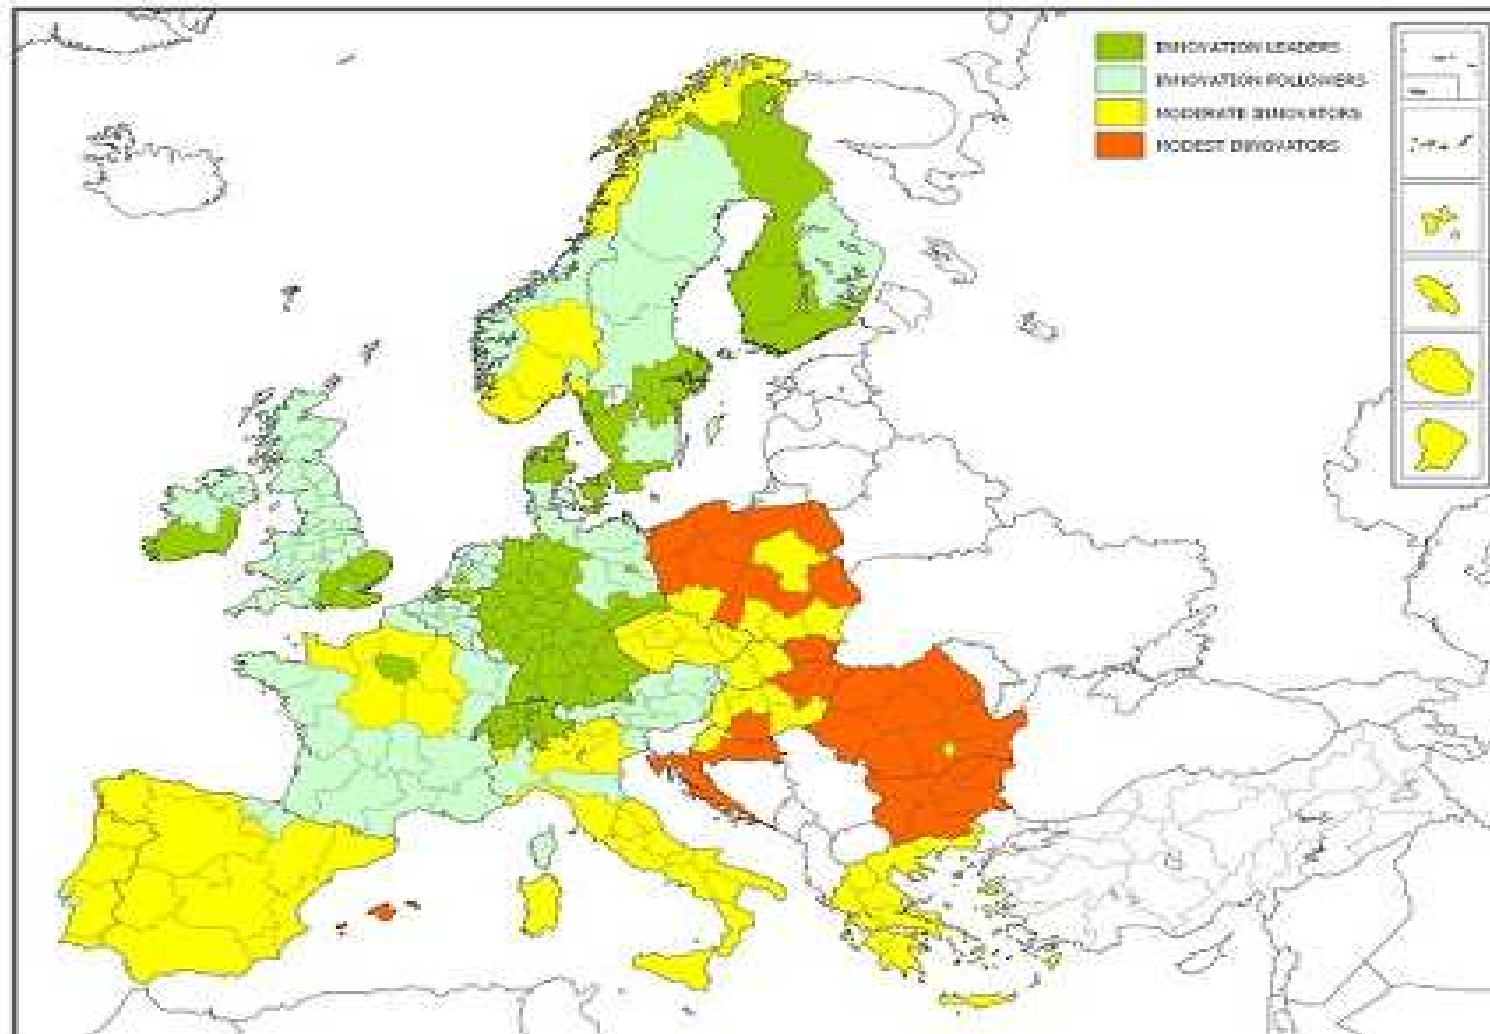 INNOVATION LEADERS
INNOVATION FOLLOWERS
MODERATE INNOVATORS
MODEST INNOVATORS